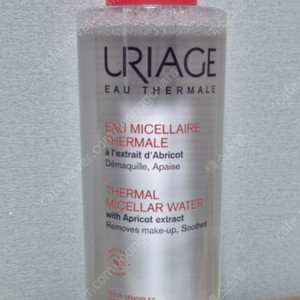 URIAGE
EAU THERMALE
EAU MICELLAIRE
THERMALE
à l'extrait d'Abricot
Démaquille, Apaise
THERMAL
MICELLAR WATER
with Apricot extract
Removes make-up, Soothes